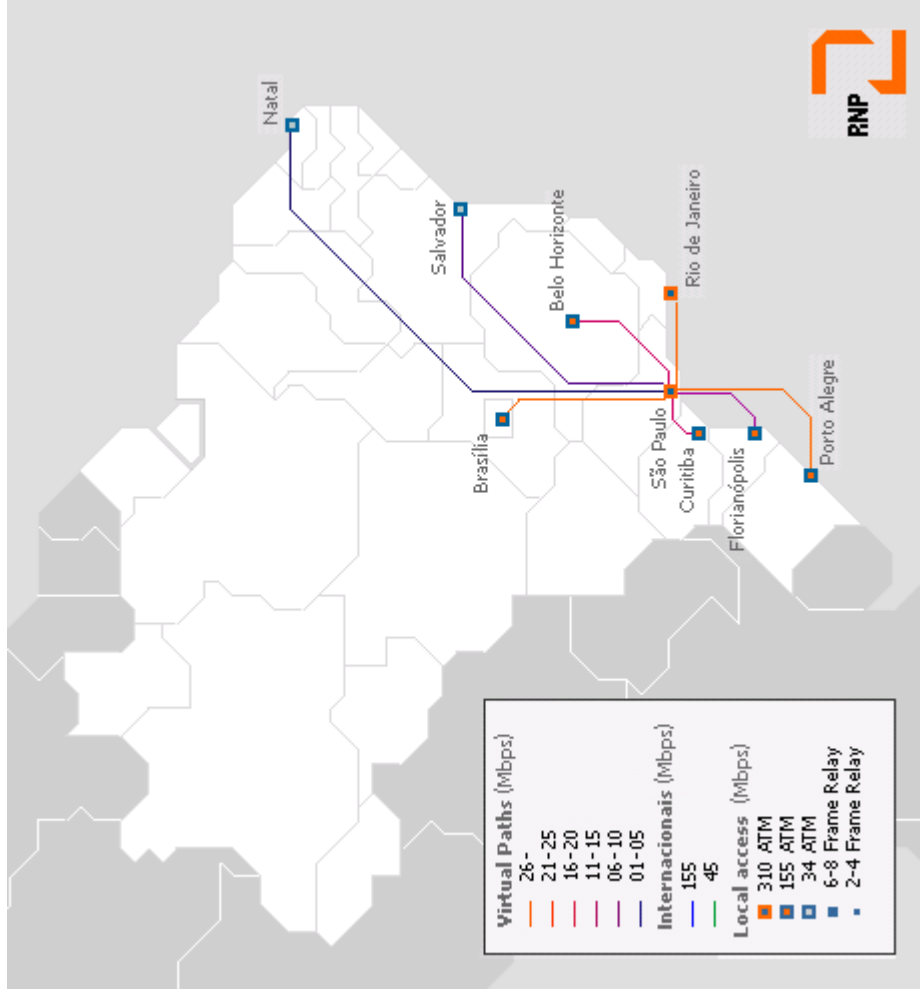 Natal
Salvador
Belo Horizonte
Rio de Janeiro
Brasília
São Paulo
Curitiba
Florianópolis
Porto Alegre
RNP
Virtual Paths (Mbps)
26-
21-25
16-20
11-15
06-10
01-05
Internacionais (Mbps)
155
45
Local access (Mbps)
310 ATM
155 ATM
34 ATM
6-8 Frame Relay
2-4 Frame Relay